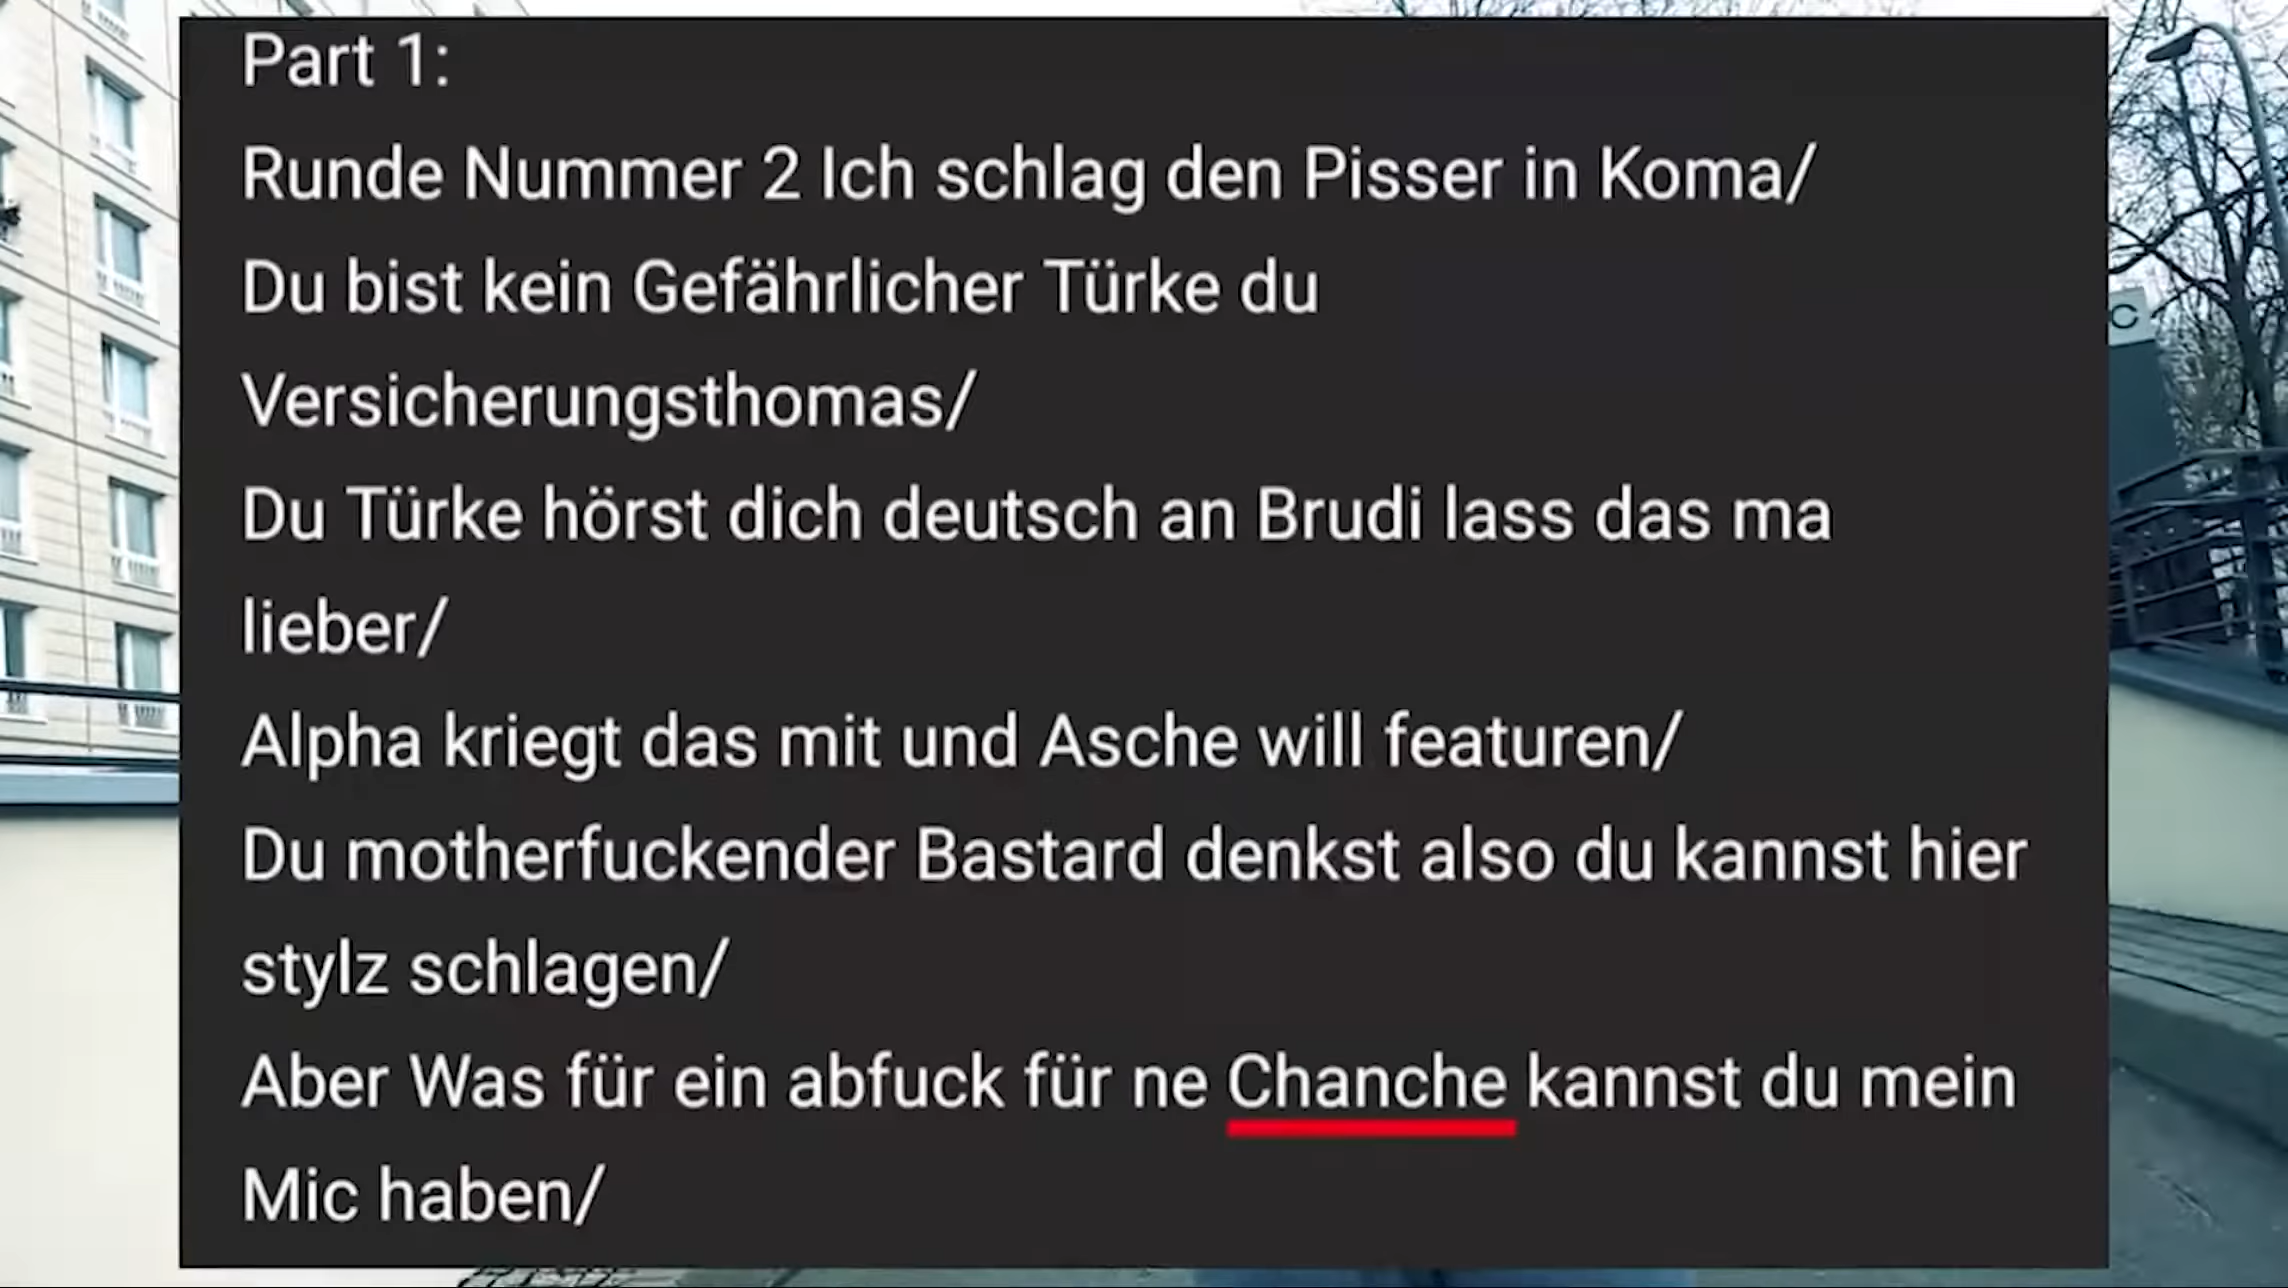 Part 1:
Runde Nummer 2 Ich schlag den Pisser in Koma/
Du bist kein Gefährlicher Türke du
Versicherungsthomas/
Du Türke hörst dich deutsch an Brudi lass das ma
lieber/
Alpha kriegt das mit und Asche will featuren/
Du motherfuckender Bastard denkst also du kannst hier
stylz schlagen/
Aber Was für ein abfuck für ne Chanche kannst du mein
Mic haben/
C